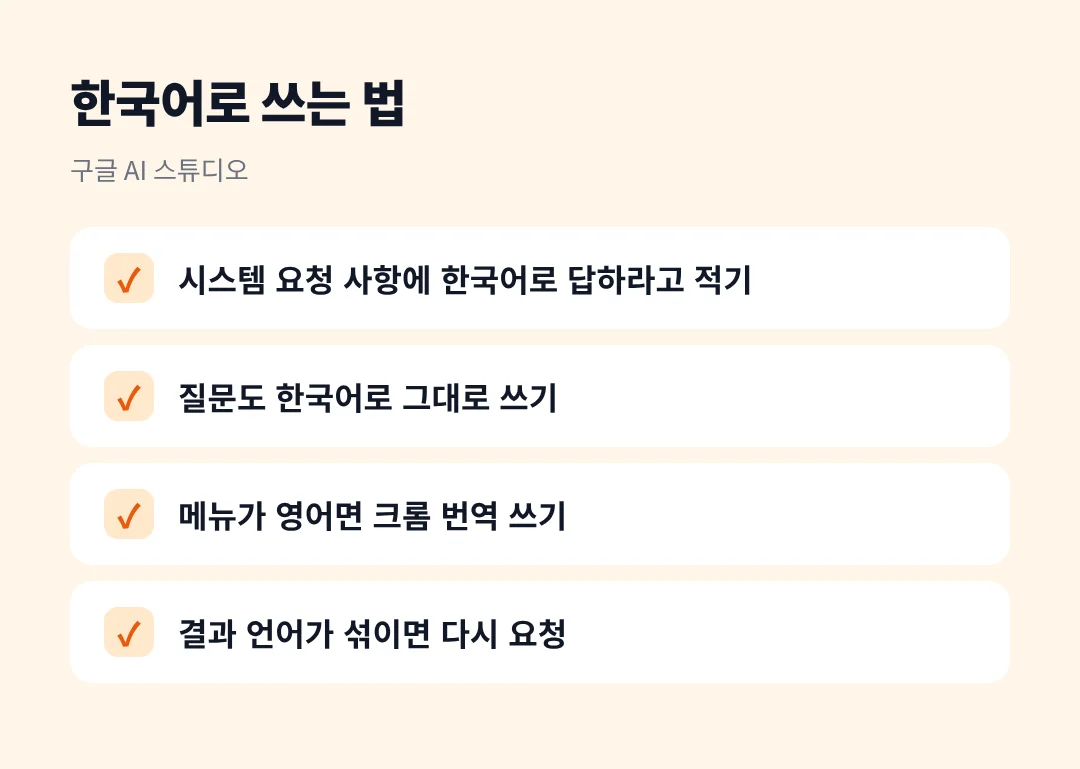 한국어로 쓰는 법
구글 AI 스튜디오
✓ 시스템 요청 사항에 한국어로 답하라고 적기
✓ 질문도 한국어로 그대로 쓰기
✓ 메뉴가 영어면 크롬 번역 쓰기
✓ 결과 언어가 섞이면 다시 요청